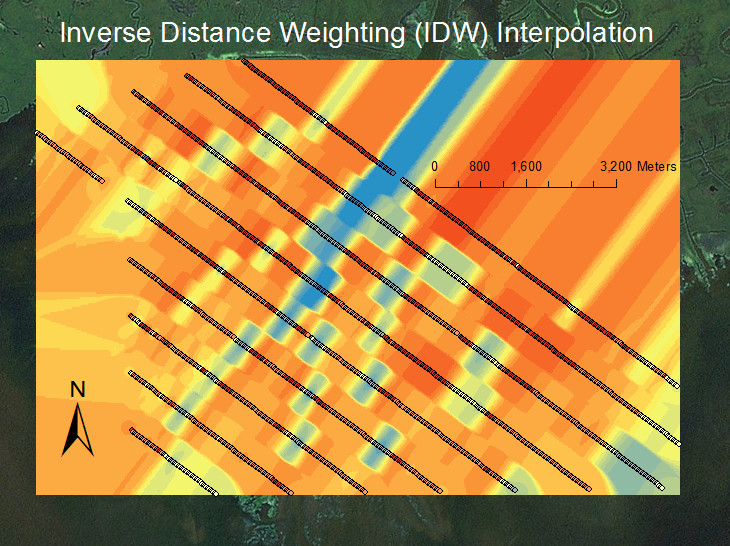 Inverse Distance Weighting (IDW) Interpolation
0 800 1,600 3,200 Meters
N